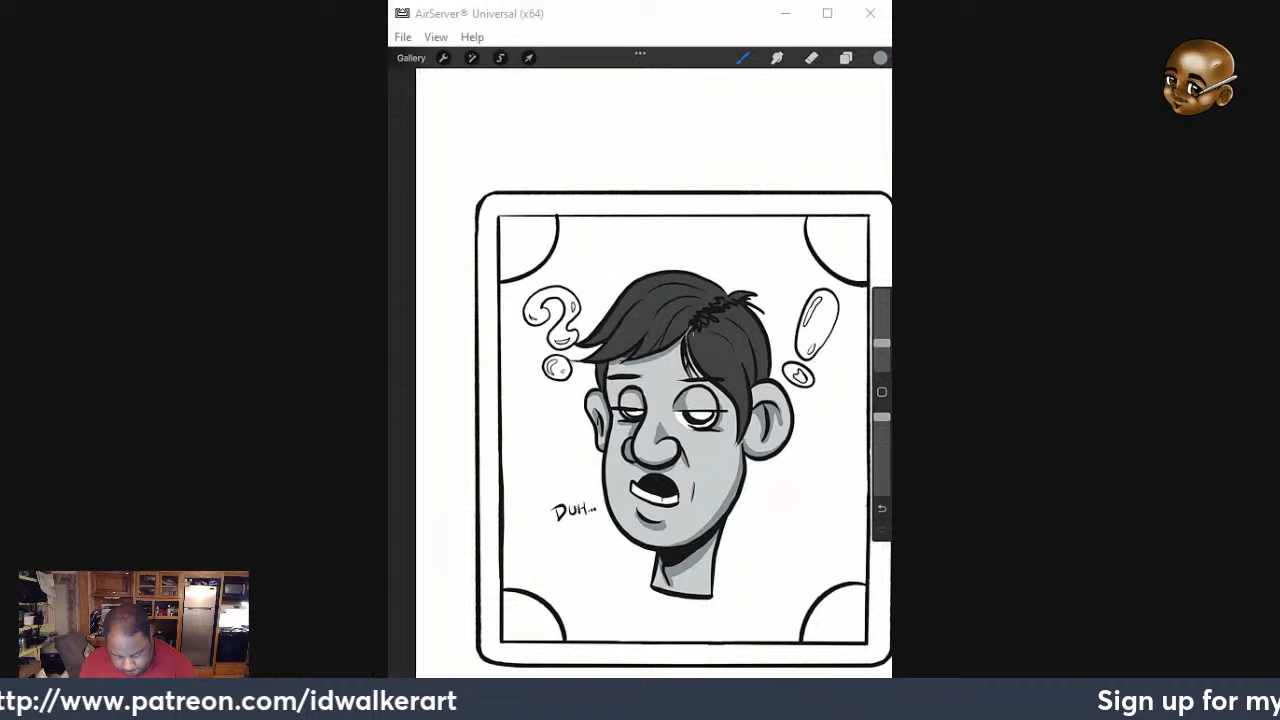 AirServer® Universal (x64)
File View Help
Gallery
?
!
DUH...
ttp://www.patreon.com/idwalkerart
Sign up for my